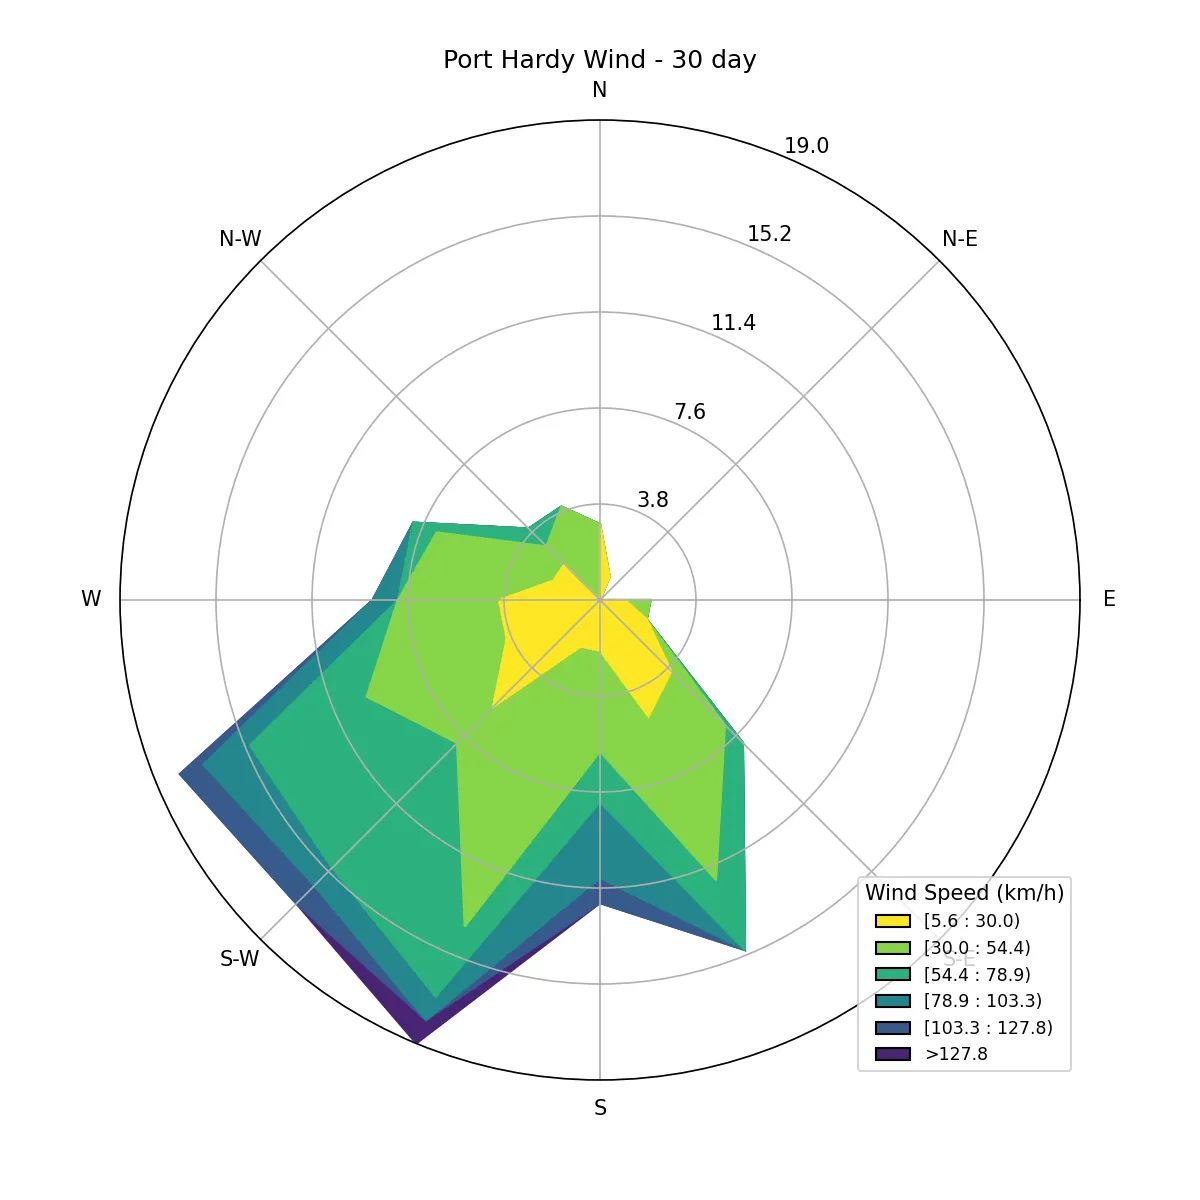 Port Hardy Wind - 30 day
N
19.0
15.2
N-W
N-E
11.4
7.6
3.8
W
E
S-W
S-E
Wind Speed (km/h)
[5.6 : 30.0)
[30.0 : 54.4)
[54.4 : 78.9)
[78.9 : 103.3)
[103.3 : 127.8)
>127.8
S